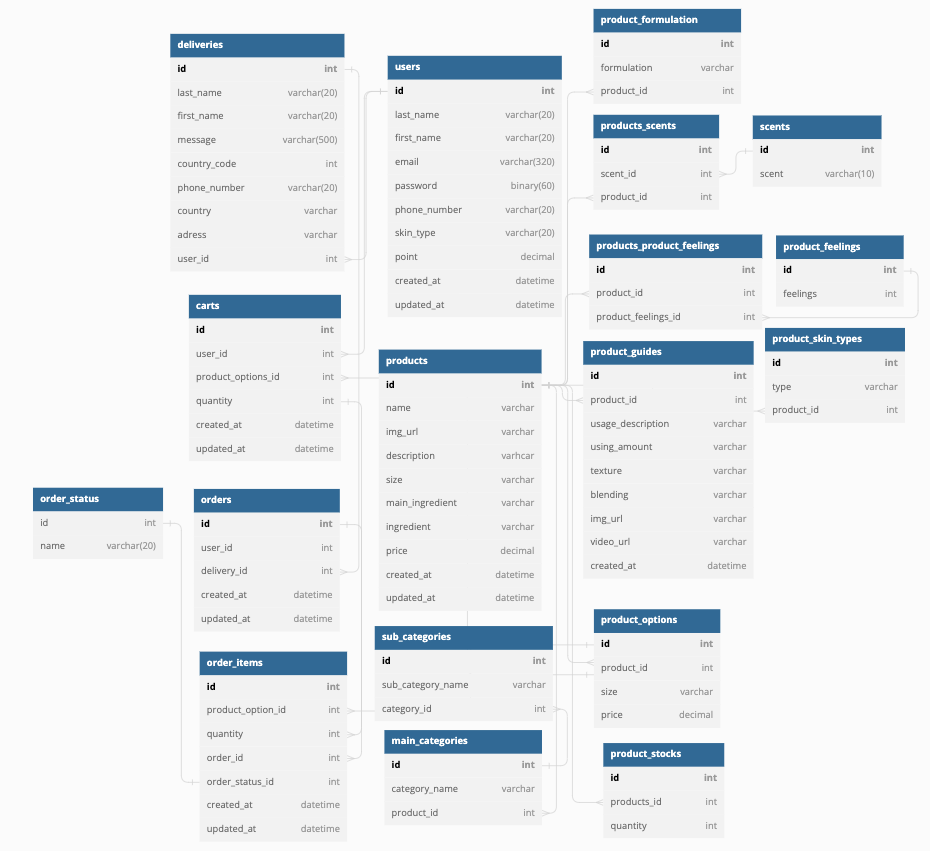 deliveries
id int
last_name varchar(20)
first_name varchar(20)
message varchar(500)
country_code int
phone_number varchar(20)
country varchar
adress varchar
user_id int
users
id int
last_name varchar(20)
first_name varchar(20)
email varchar(320)
password binary(60)
phone_number varchar(20)
skin_type varchar(20)
point decimal
created_at datetime
updated_at datetime
product_formulation
id int
formulation varchar
product_id int
products_scents
id int
scent_id int
product_id int
scents
id int
scent varchar(10)
products_product_feelings
id int
product_id int
product_feelings_id int
product_feelings
id int
feelings int
carts
id int
user_id int
product_options_id int
quantity int
created_at datetime
updated_at datetime
products
id int
name varchar
img_url varchar
description varhcar
size varchar
main_ingredient varchar
ingredient varchar
price decimal
created_at datetime
updated_at datetime
product_guides
id int
product_id int
usage_description varchar
using_amount varchar
texture varchar
blending varchar
img_url varchar
video_url varchar
created_at datetime
product_skin_types
id int
type varchar
product_id int
order_status
id int
name varchar(20)
orders
id int
user_id int
delivery_id int
created_at datetime
updated_at datetime
order_items
id int
product_option_id int
quantity int
order_id int
order_status_id int
created_at datetime
updated_at datetime
sub_categories
id int
sub_category_name varchar
category_id int
main_categories
id int
category_name varchar
product_id int
product_options
id int
product_id int
size varchar
price decimal
product_stocks
id int
products_id int
quantity int